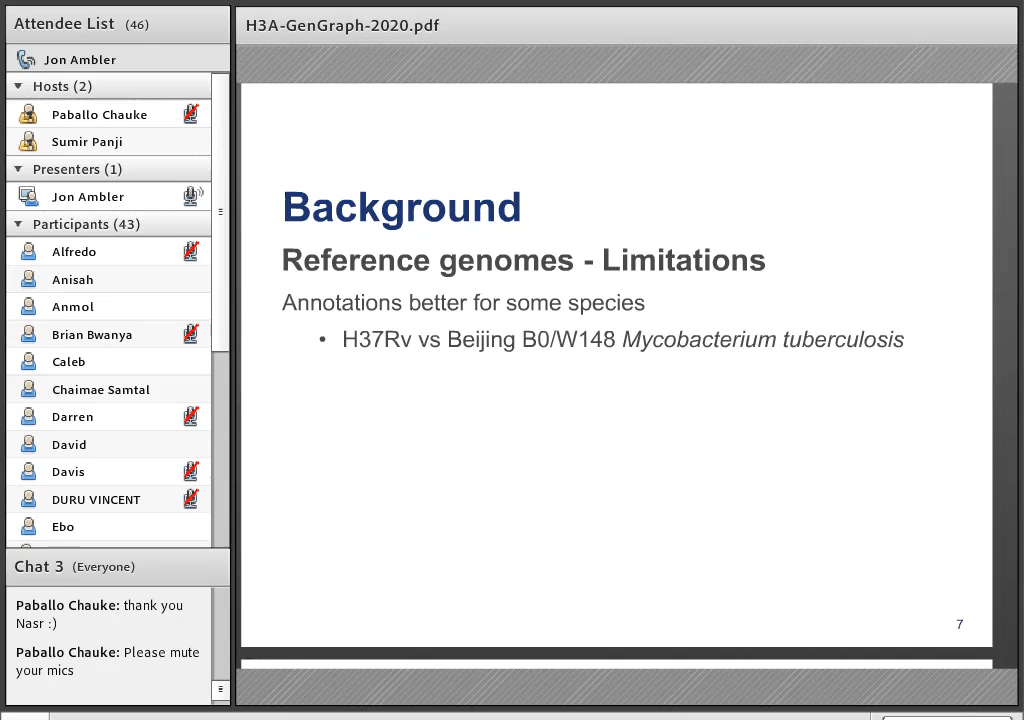 Attendee List (46)
Jon Ambler
Hosts (2)
Paballo Chauke
Sumir Panji
Presenters (1)
Jon Ambler
Participants (43)
Alfredo
Anisah
Anmol
Brian Bwanya
Caleb
Chaimae Samtal
Darren
David
Davis
DURU VINCENT
Ebo
Chat 3 (Everyone)
Paballo Chauke: thank you
Nasr :)
Paballo Chauke: Please mute
your mics
H3A-GenGraph-2020.pdf
Background
Reference genomes - Limitations
Annotations better for some species
• H37Rv vs Beijing B0/W148 Mycobacterium tuberculosis
7